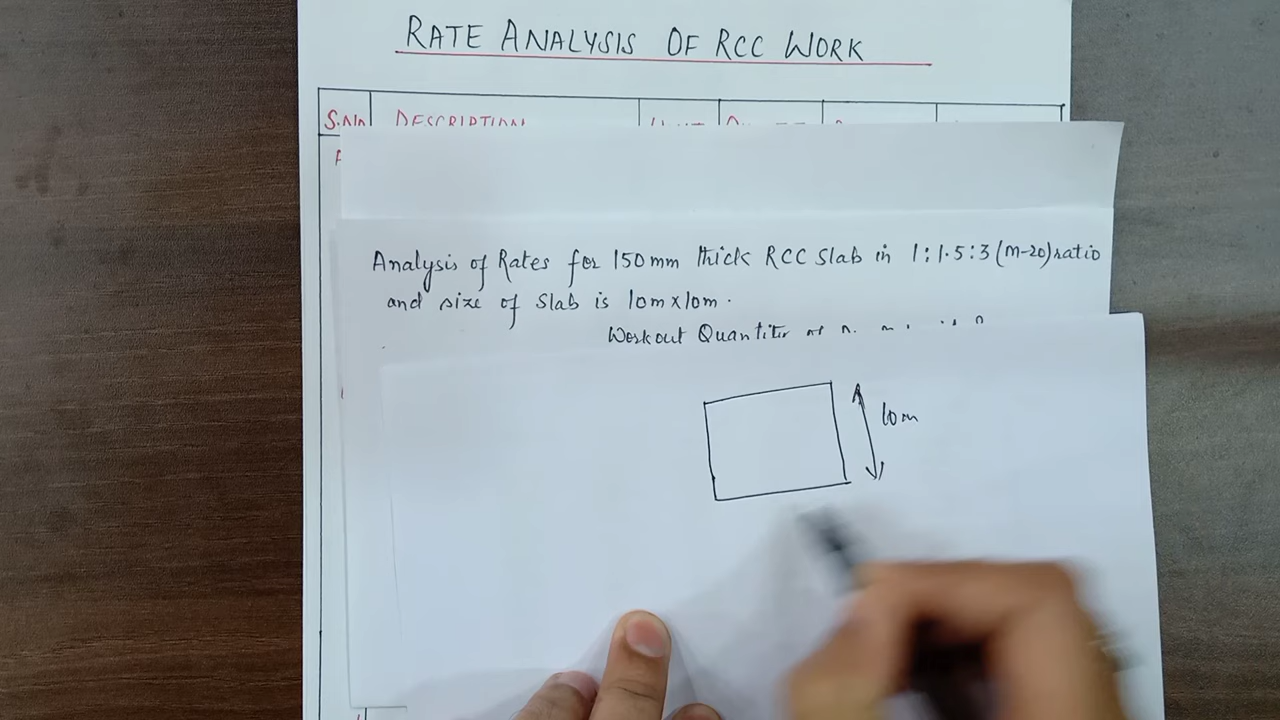 RATE ANALYSIS OF RCC WORK
S.No. DESCRIPTION
Analysis of Rates for 150mm thick RCC Slab in 1:1.5:3 (M-20) ratio
and size of Slab is 10m x 10m.
Workout Quantities
10m